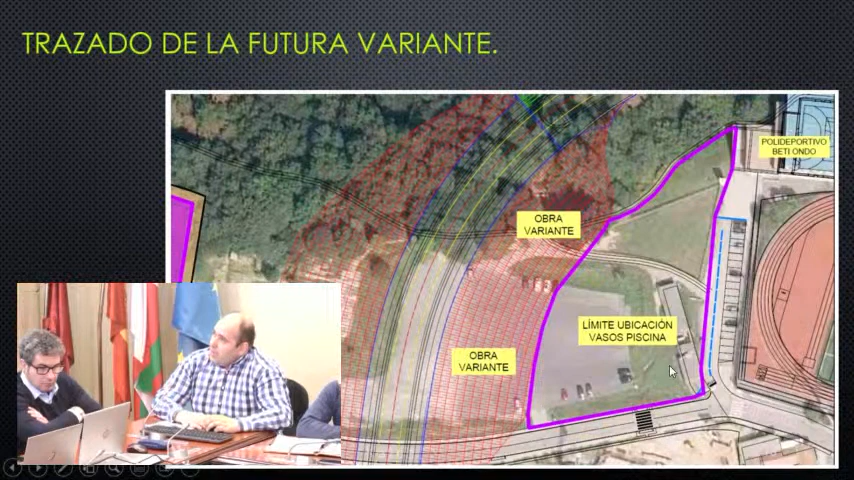 TRAZADO DE LA FUTURA VARIANTE.
POLIDEPORTIVO
BETI ONDO
OBRA
VARIANTE
LÍMITE UBICACIÓN
VASOS PISCINA
OBRA
VARIANTE